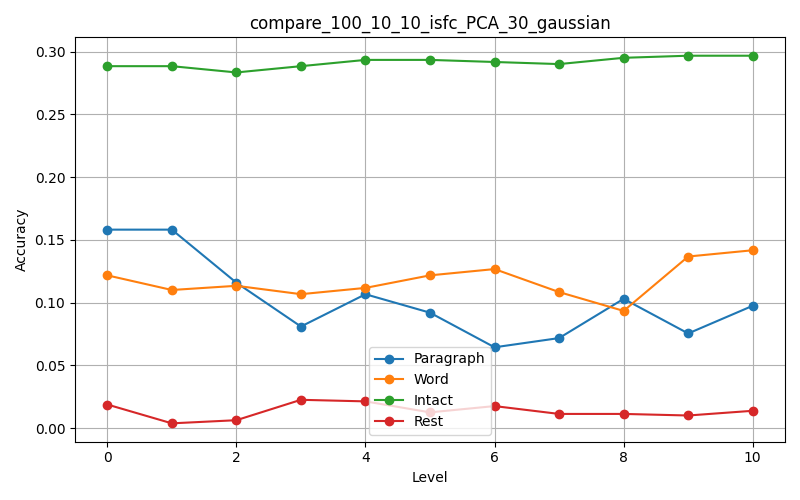 compare_100_10_10_isfc_PCA_30_gaussian
Accuracy
0.30
0.25
0.20
0.15
0.10
0.05
0.00
Paragraph
Word
Intact
Rest
0 2 4 6 8 10
Level